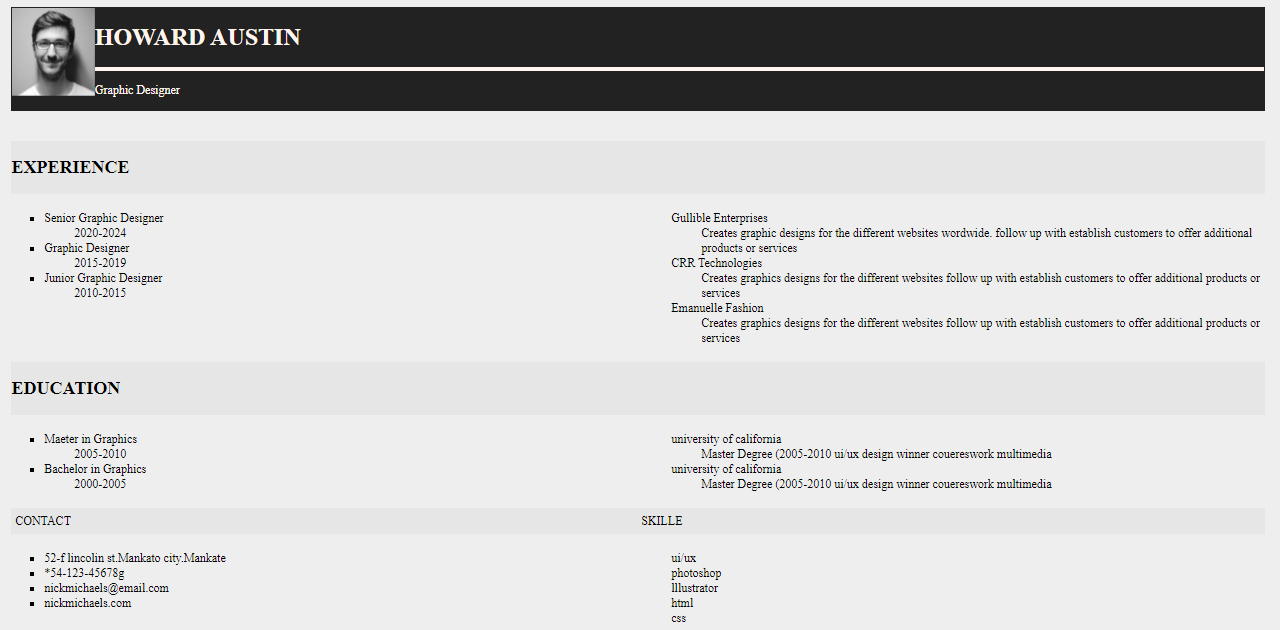 HOWARD AUSTIN
Graphic Designer
EXPERIENCE
Senior Graphic Designer
2020-2024
Graphic Designer
2015-2019
Junior Graphic Designer
2010-2015
Gullible Enterprises
Creates graphic designs for the different websites wordwide. follow up with establish customers to offer additional
products or services
CRR Technologies
Creates graphics designs for the different websites follow up with establish customers to offer additional products or
services
Emanuelle Fashion
Creates graphics designs for the different websites follow up with establish customers to offer additional products or
services
EDUCATION
Maeter in Graphics
2005-2010
Bachelor in Graphics
2000-2005
university of california
Master Degree (2005-2010 ui/ux design winner coureswork multimedia
university of california
Master Degree (2005-2010 ui/ux design winner coureswork multimedia
CONTACT
52-f lincolin st.Mankato city.Mankate
*54-123-45678g
nickmichaels@email.com
nickmichaels.com
SKILLE
ui/ux
photoshop
lllustrator
html
css